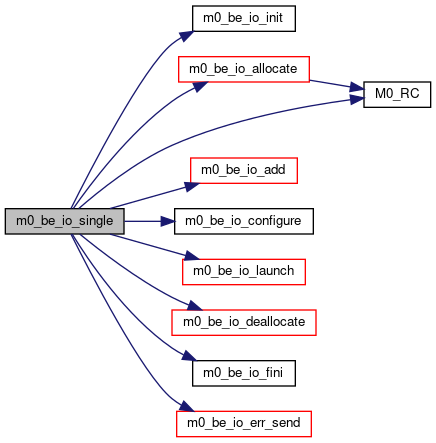 m0_be_io_init
m0_be_io_allocate
M0_RC
m0_be_io_add
m0_be_io_single
m0_be_io_configure
m0_be_io_launch
m0_be_io_deallocate
m0_be_io_fini
m0_be_io_err_send